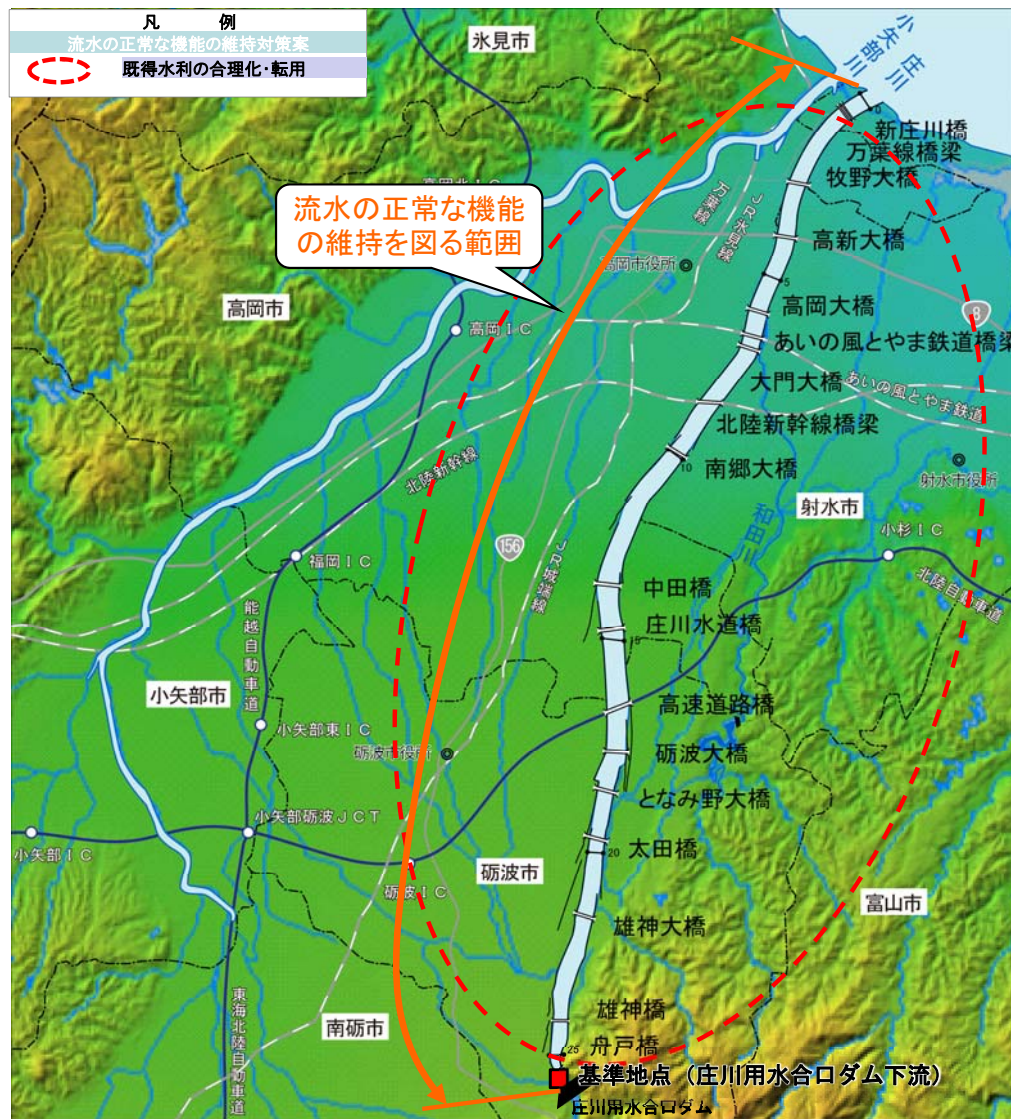 凡 例
流水の正常な機能の維持対策案
既得水利の合理化・転用
氷見市
小矢部川
庄川
新庄川橋
万葉線橋梁
牧野大橋
高岡北IC
流水の正常な機能
の維持を図る範囲
万葉線
JR氷見線
高新大橋
高岡市役所
5
高岡市
高岡大橋
8
高岡IC
あいの風とやま鉄道橋梁
大門大橋
あいの風とやま鉄道
北陸新幹線橋梁
北陸新幹線
10
南郷大橋
射水市役所
射水市
和田川
小杉IC
156
JR城端線
福岡IC
北陸自動車道
中田橋
能越自動車道
庄川水道橋
15
小矢部市
高速道路橋
小矢部東IC
砺波市役所
砺波大橋
となみ野大橋
小矢部砺波JCT
小矢部IC
20
太田橋
砺波IC
砺波市
富山市
雄神大橋
東海北陸自動車道
南砺市
雄神橋
25
舟戸橋
基準地点（庄川用水合口ダム下流）
庄川用水合口ダム